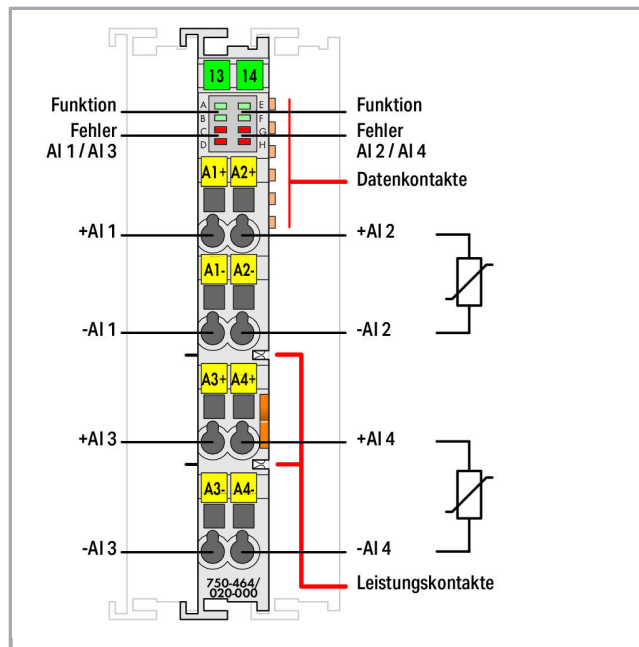 13 14
Funktion A E Funktion
B F
Fehler C G Fehler
AI 1 / AI 3 D H AI 2 / AI 4
A1+ A2+ Datenkontakte
+AI 1 +AI 2
A1- A2-
-AI 1 -AI 2
A3+ A4+
+AI 3 +AI 4
A3- A4-
-AI 3 -AI 4
750-464/
020-000 Leistungskontakte